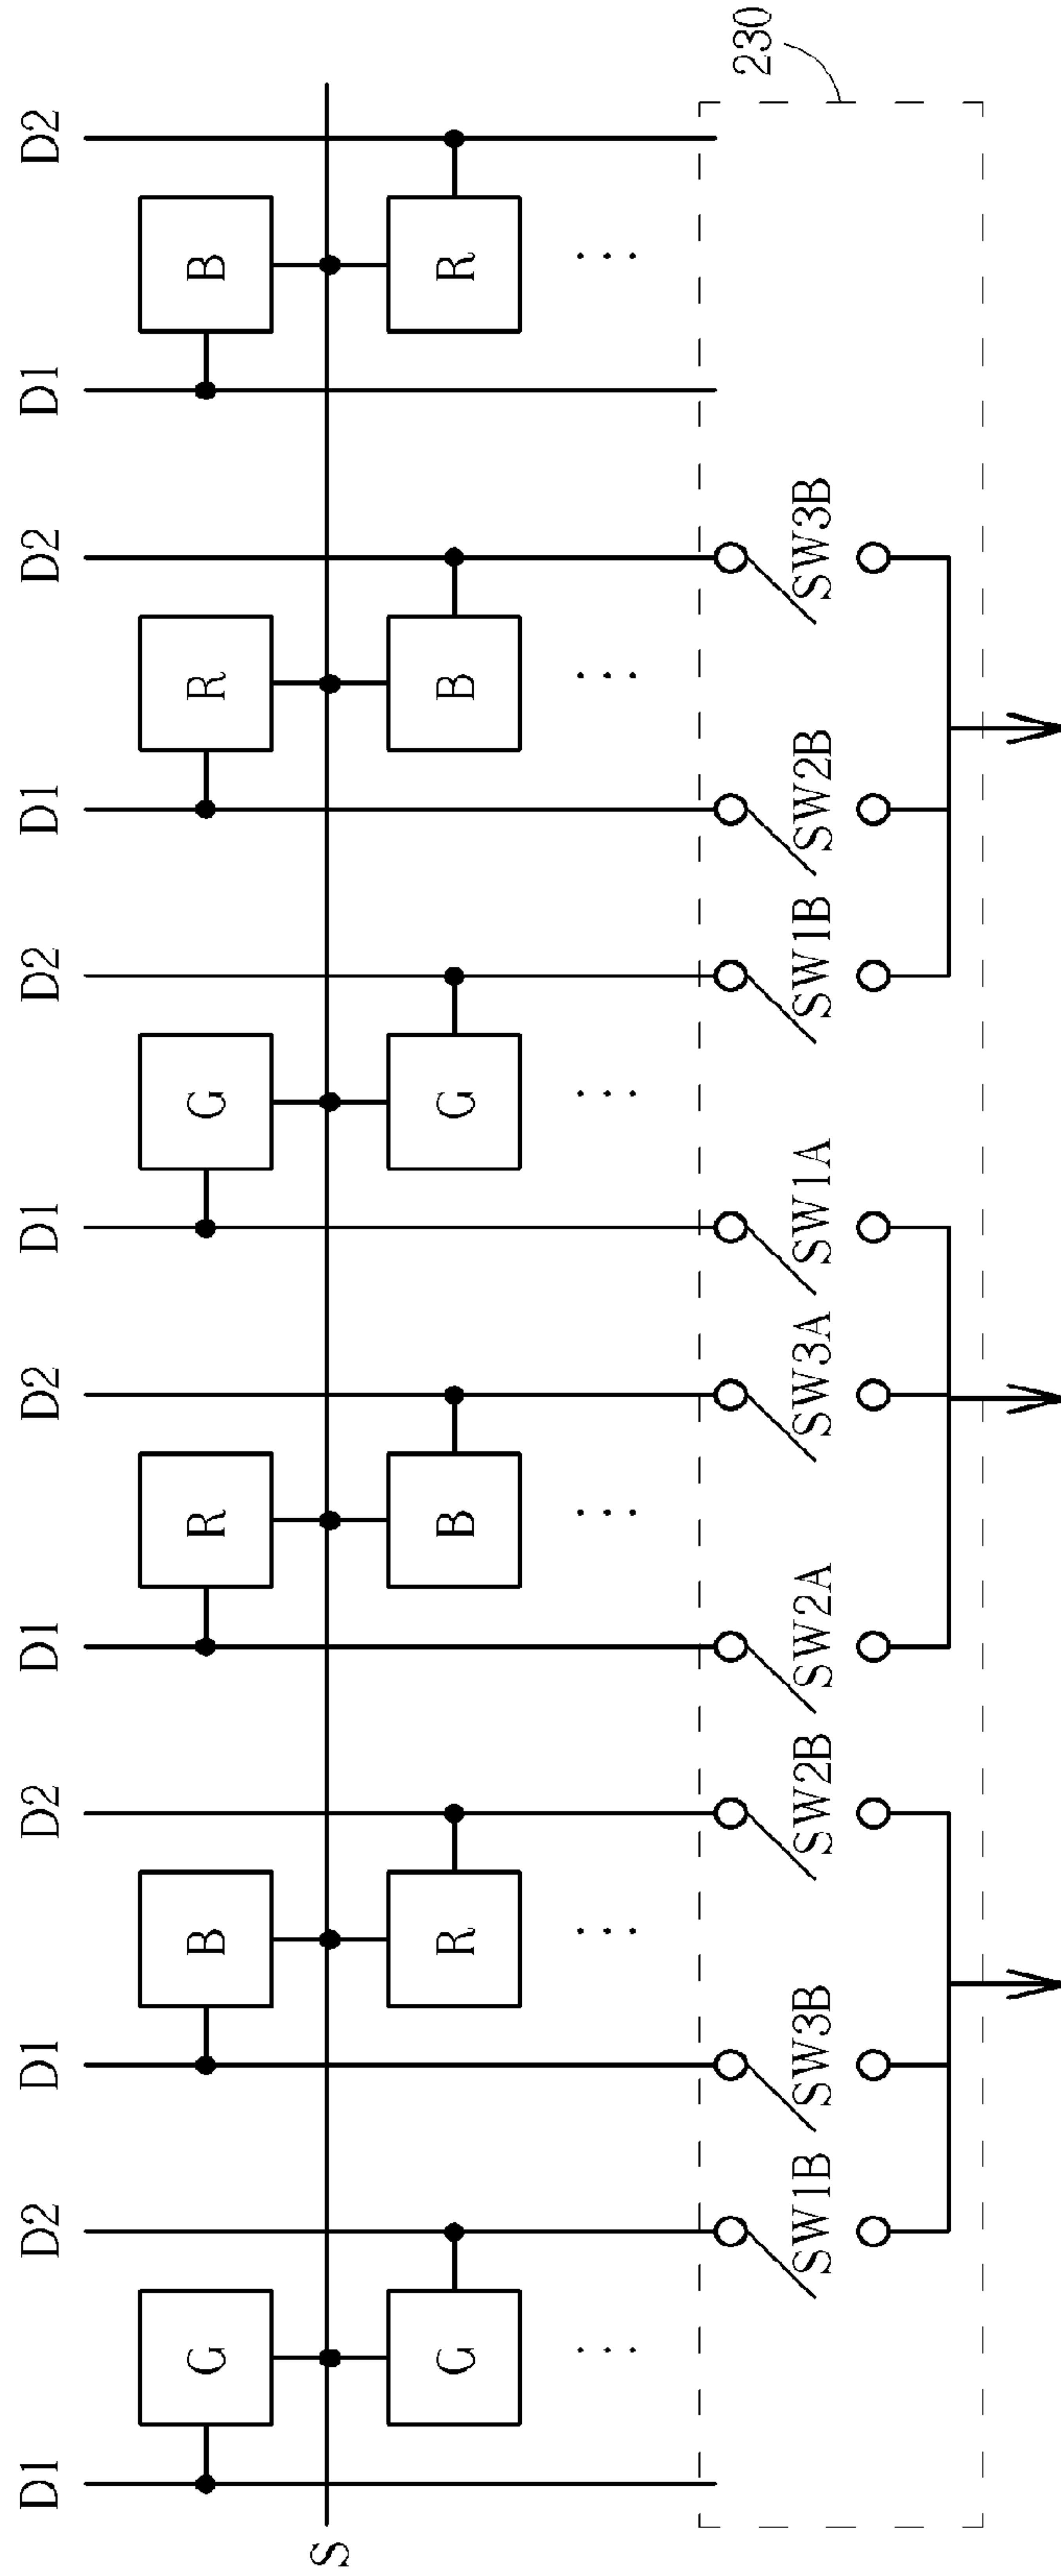 D1 D2 D1 D2 D1 D2 D1 D2 D1 D2 D1 D2
G B R G R B
S
G R B G B R
... ... ... ... ... ...
230
SW1B SW3B SW2B SW2A SW3A SW1A SW1B SW2B SW3B